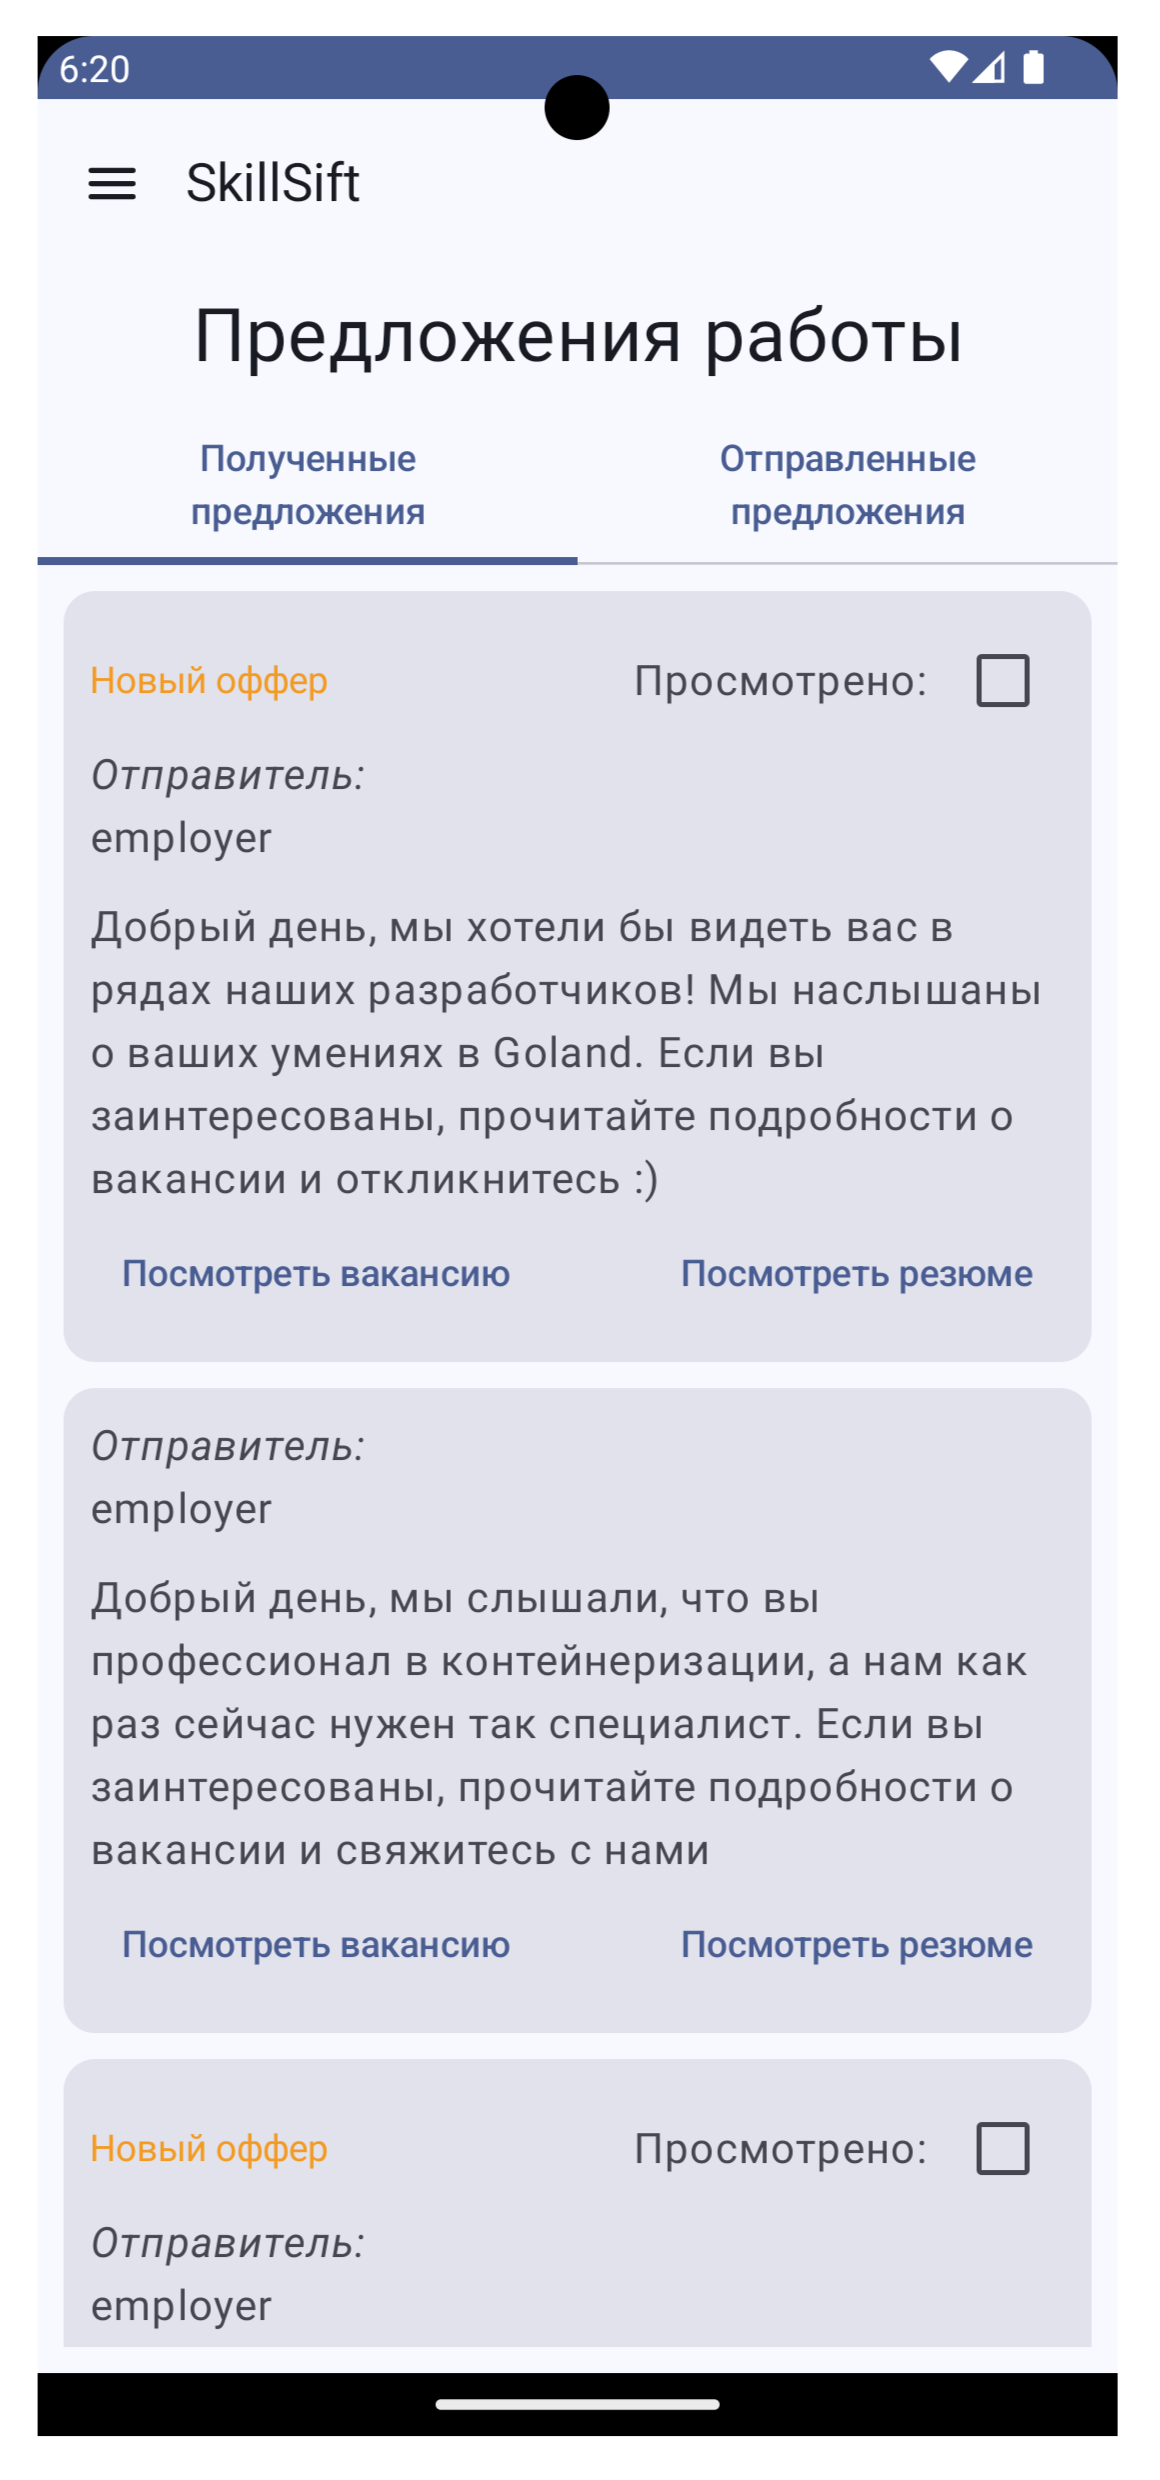 6:20
SkillSift
Предложения работы
Полученные
предложения
Отправленные
предложения
Новый оффер
Просмотрено:
Отправитель:
employer
Добрый день, мы хотели бы видеть вас в
рядах наших разработчиков! Мы наслышаны
о ваших умениях в Goland. Если вы
заинтересованы, прочитайте подробности о
вакансии и откликнитесь :)
Посмотреть вакансию
Посмотреть резюме
Отправитель:
employer
Добрый день, мы слышали, что вы
профессионал в контейнеризации, а нам как
раз сейчас нужен так специалист. Если вы
заинтересованы, прочитайте подробности о
вакансии и свяжитесь с нами
Посмотреть вакансию
Посмотреть резюме
Новый оффер
Просмотрено:
Отправитель:
employer